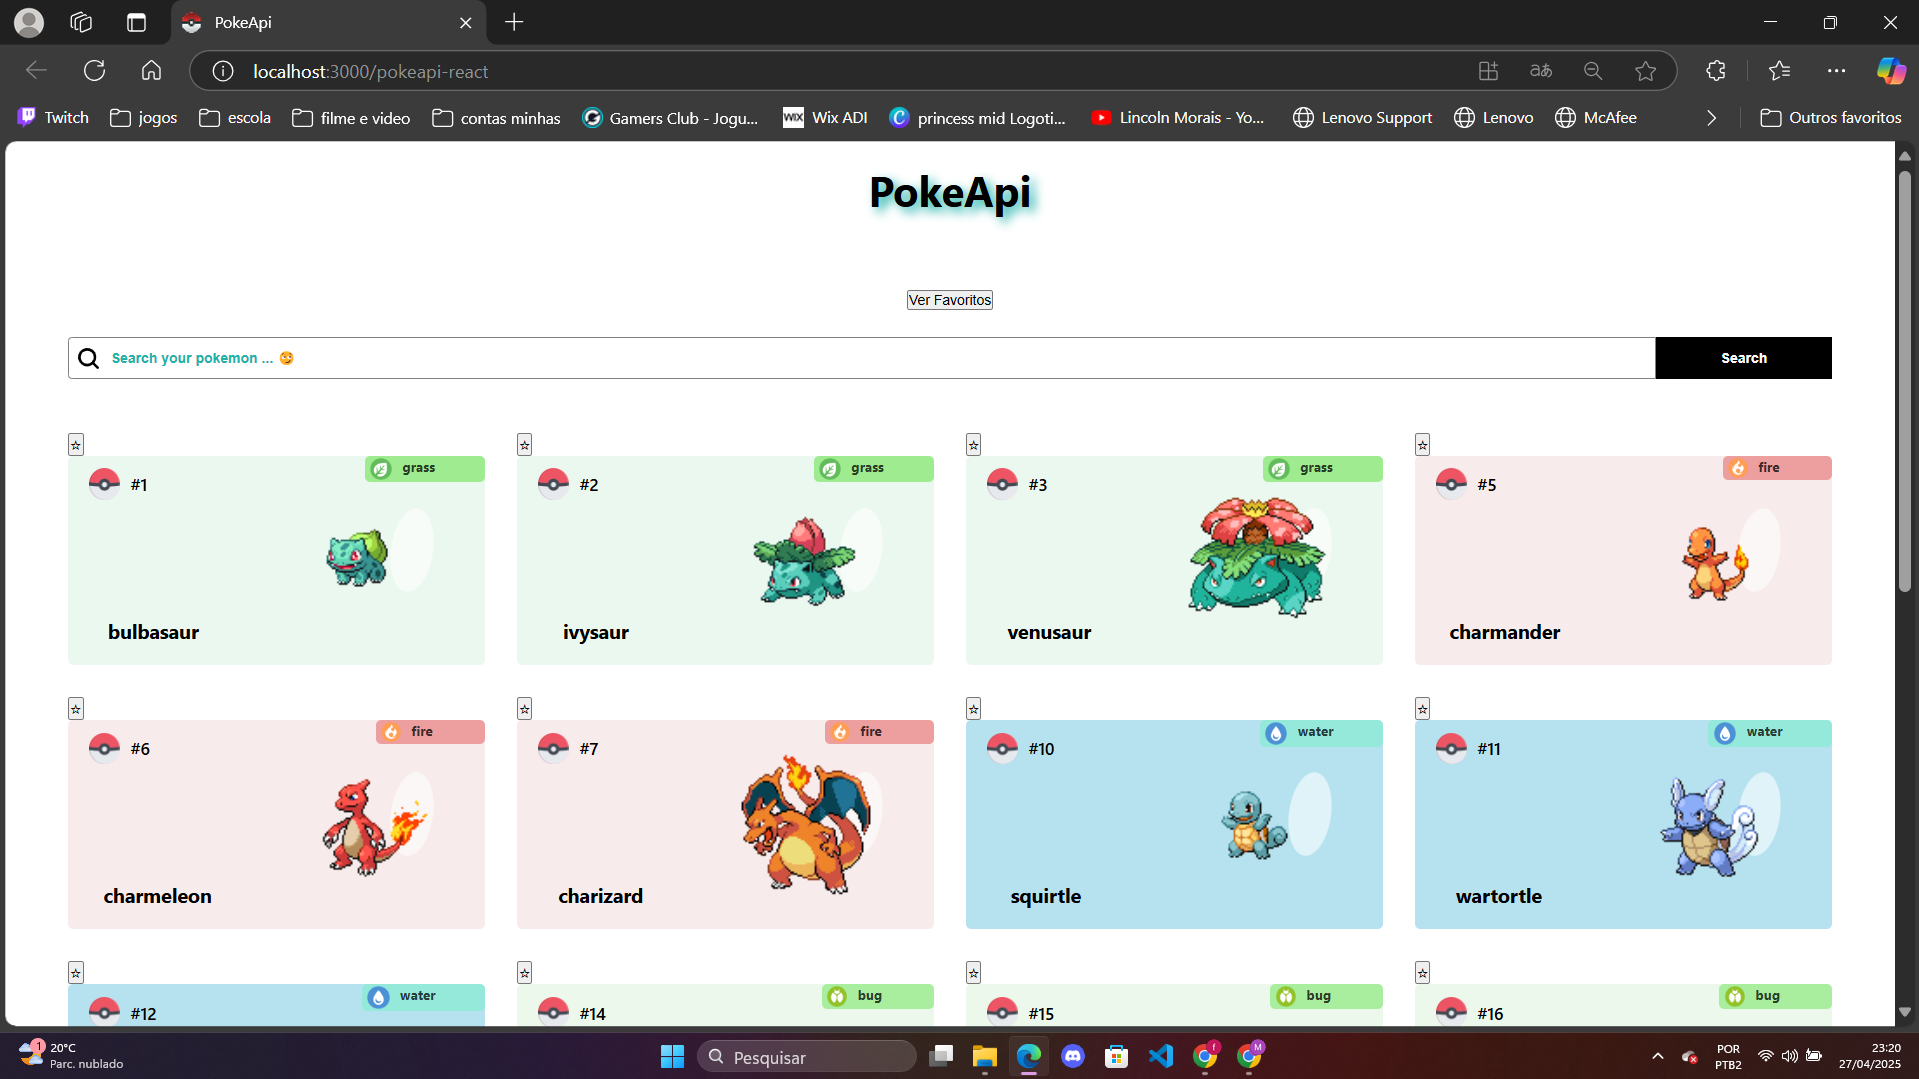 PokeApi
localhost:3000/pokeapi-react
Twitch jogos escola filme e video contas minhas Gamers Club - Jogu... WIX Wix ADI princess mid Logoti... Lincoln Morais - Yo... Lenovo Support Lenovo McAfee Outros favoritos
PokeApi
Ver Favoritos
Search your pokemon ... 😏 Search
☆ ☆ ☆ ☆
#1 grass #2 grass #3 grass #5 fire
bulbasaur ivysaur venusaur charmander
☆ ☆ ☆ ☆
#6 fire #7 fire #10 water #11 water
charmeleon charizard squirtle wartortle
☆ ☆ ☆ ☆
#12 water #14 bug #15 bug #16 bug
1 20°C
Parc. nublado
Pesquisar
f M
POR
PTB2
23:20
27/04/2025